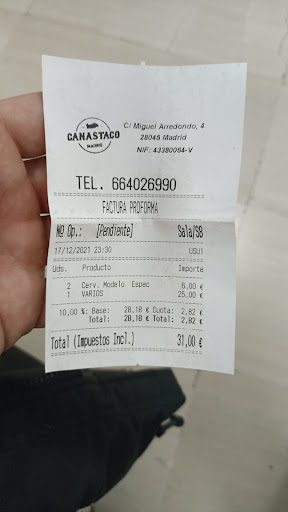 GANASTACO
MADRID
C/ Miguel Arredondo, 4
28045 Madrid
NIF: 43380064-V
TEL. 664026990
FACTURA PROFORMA
Nº Op.: [Pendiente] Sala/SB
17/12/2021 23:30 USU1
Uds. Producto Importe
2 Cerv. Modelo Espec 6,00 €
1 VARIOS 25,00 €
10,00 %: Base: 28,18 € Cuota: 2,82 €
Total: 28,18 € Total: 2,82 €
Total (Impuestos Incl.) 31,00 €